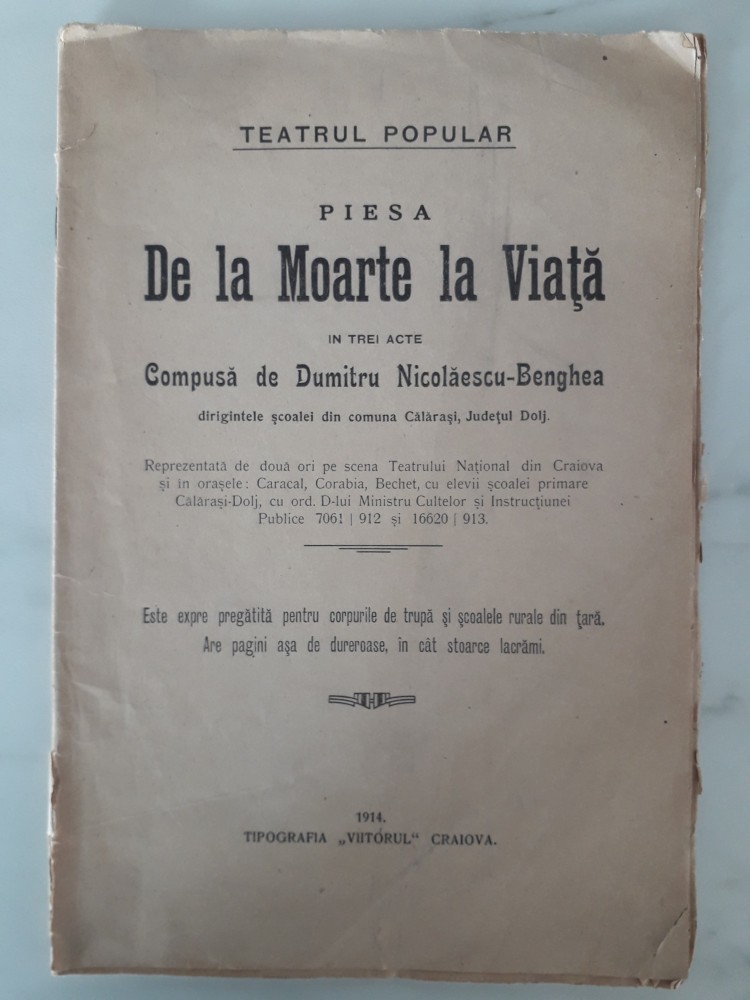 TEATRUL POPULAR
PIESA
De la Moarte la Viaţă
IN TREI ACTE
Compusă de Dumitru Nicolăescu-Benghea
dirigintele şcoalei din comuna Călăraşi, Judeţul Dolj.
Reprezentată de două ori pe scena Teatrului Naţional din Craiova
şi în oraşele: Caracal, Corabia, Bechet, cu elevii şcoalei primare
Călăraşi-Dolj, cu ord. D-lui Ministru Cultelor şi Instrucţiunei
Publice 7061 | 912 şi 16620 | 913.
Este expre pregătită pentru corpurile de trupă şi şcoalele rurale din ţară.
Are pagini aşa de dureroase, în cât stoarce lacrămi.
1914.
TIPOGRAFIA „VIITORUL“ CRAIOVA.